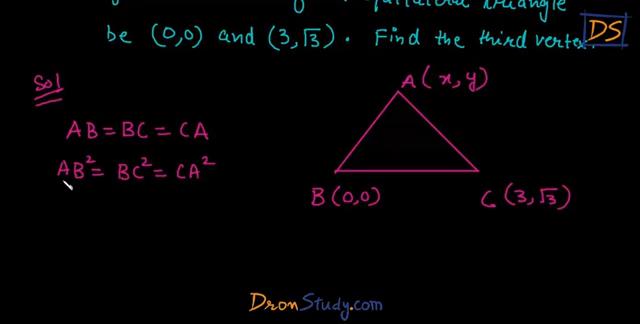 triangle
be (0,0) and (3,√3). Find the third vertex.
DS
Sol
A(x,y)
AB = BC = CA
AB² = BC² = CA²
B(0,0)
C(3,√3)
DronStudy.com